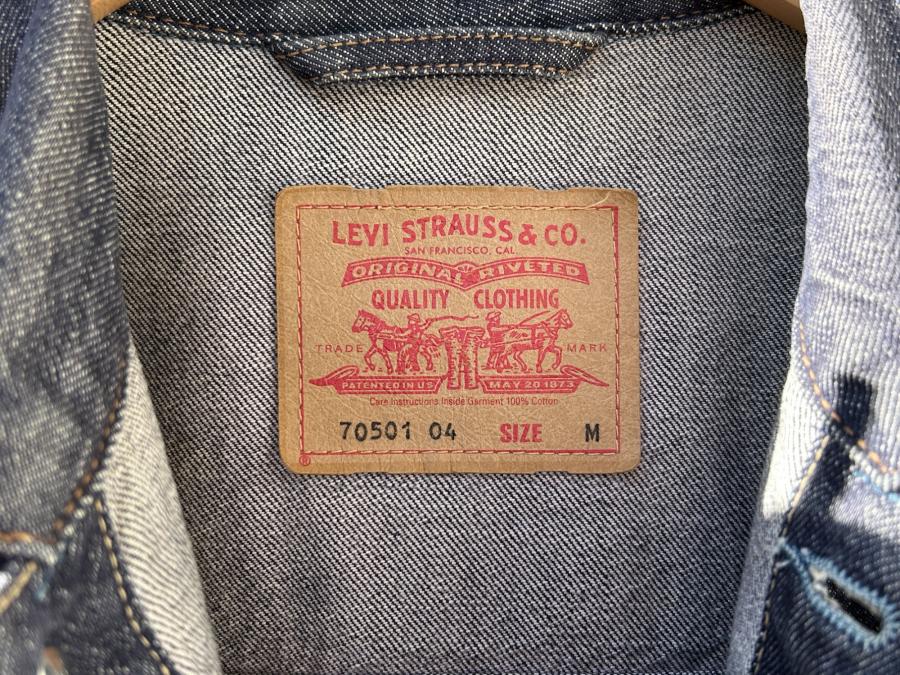 LEVI STRAUSS & CO.
SAN FRANCISCO, CAL.
ORIGINAL RIVETED
QUALITY CLOTHING
TRADE MARK
PATENTED IN U S MAY 20 1873
Care Instructions Inside Garment 100% Cotton
70501 04 SIZE M
®